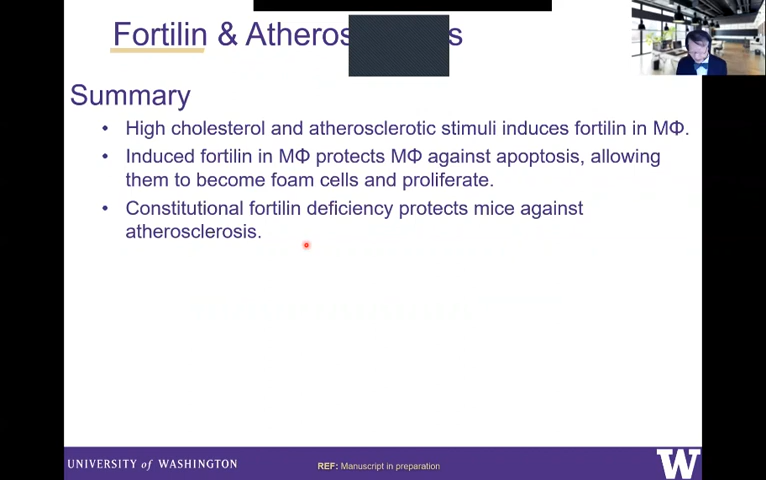 Fortilin & Atheros s
Summary
• High cholesterol and atherosclerotic stimuli induces fortilin in MΦ.
• Induced fortilin in MΦ protects MΦ against apoptosis, allowing
them to become foam cells and proliferate.
• Constitutional fortilin deficiency protects mice against
atherosclerosis.
UNIVERSITY of WASHINGTON
REF: Manuscript in preparation
W